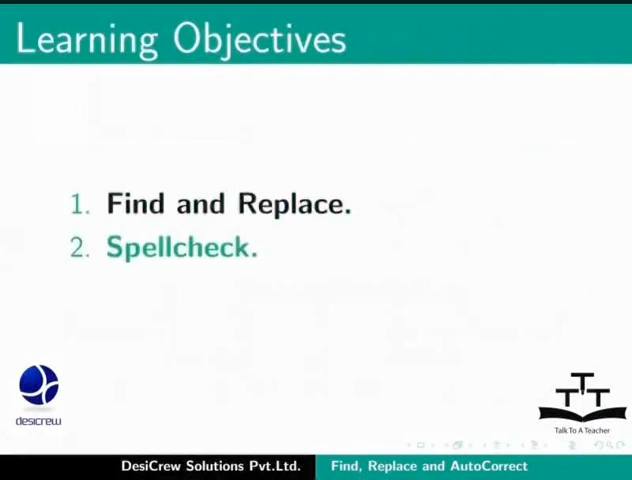 Learning Objectives
1. Find and Replace.
2. Spellcheck.
desicrew
TTT
Talk To A Teacher
DesiCrew Solutions Pvt.Ltd. Find, Replace and AutoCorrect